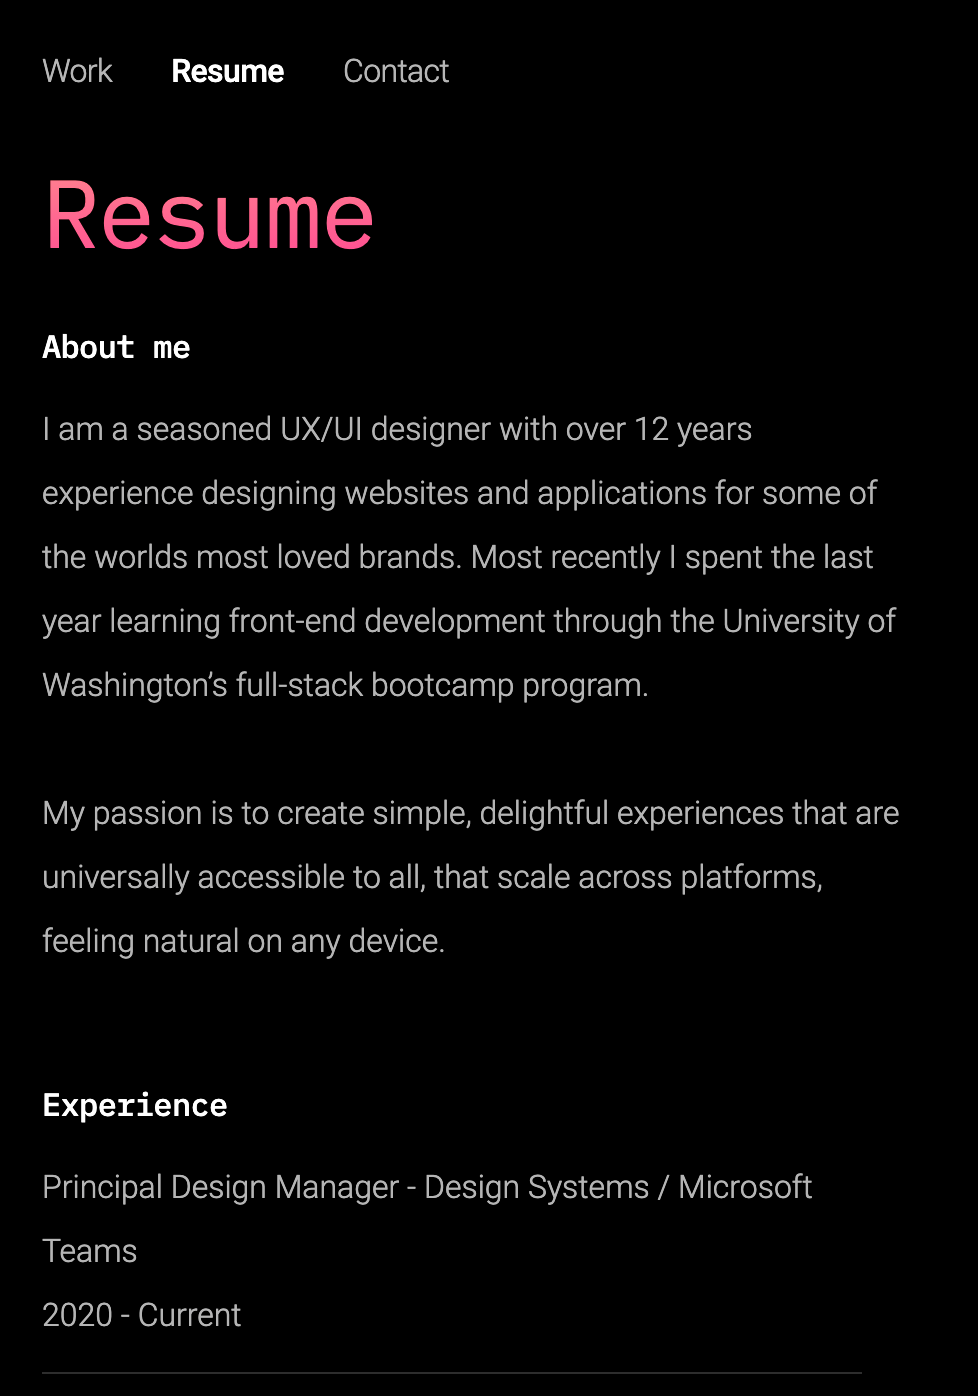 Work Resume Contact
Resume
About me
I am a seasoned UX/UI designer with over 12 years
experience designing websites and applications for some of
the worlds most loved brands. Most recently I spent the last
year learning front-end development through the University of
Washington’s full-stack bootcamp program.
My passion is to create simple, delightful experiences that are
universally accessible to all, that scale across platforms,
feeling natural on any device.
Experience
Principal Design Manager - Design Systems / Microsoft
Teams
2020 - Current